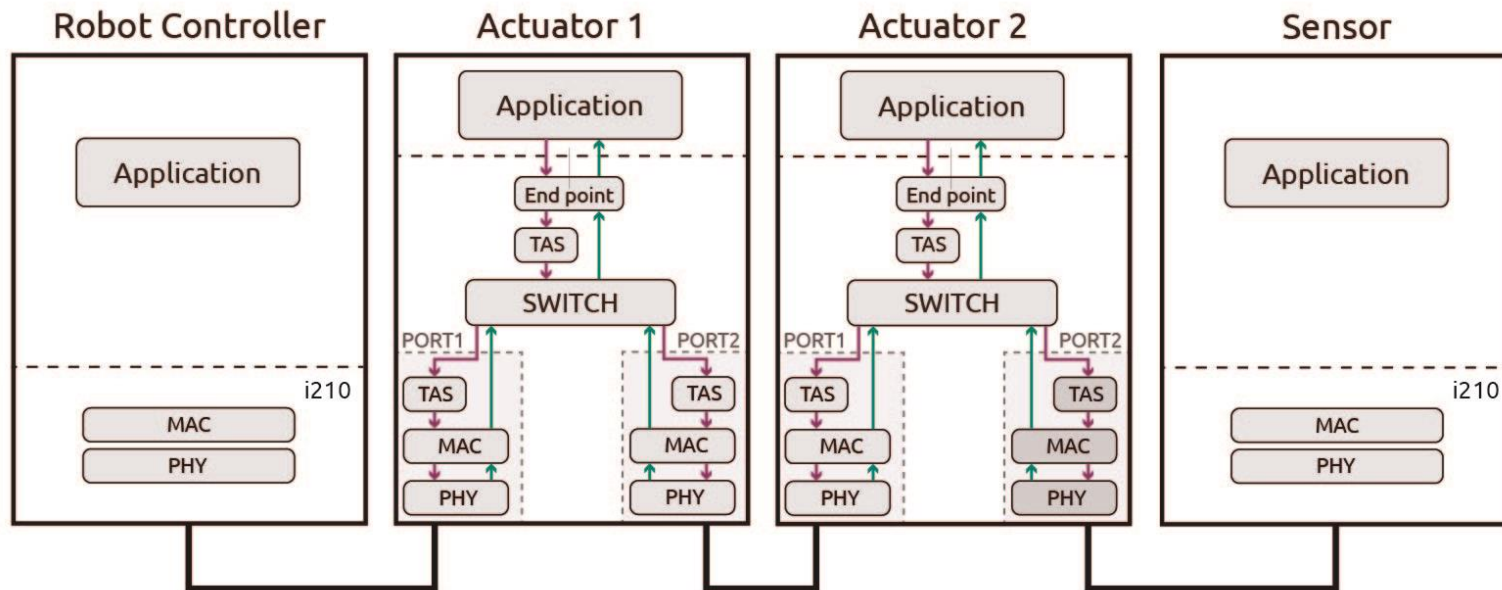 Robot Controller
Application
i210
MAC
PHY
Actuator 1
Application
End point
TAS
SWITCH
PORT1
PORT2
TAS
TAS
MAC
MAC
PHY
PHY
Actuator 2
Application
End point
TAS
SWITCH
PORT1
PORT2
TAS
TAS
MAC
MAC
PHY
PHY
Sensor
Application
i210
MAC
PHY